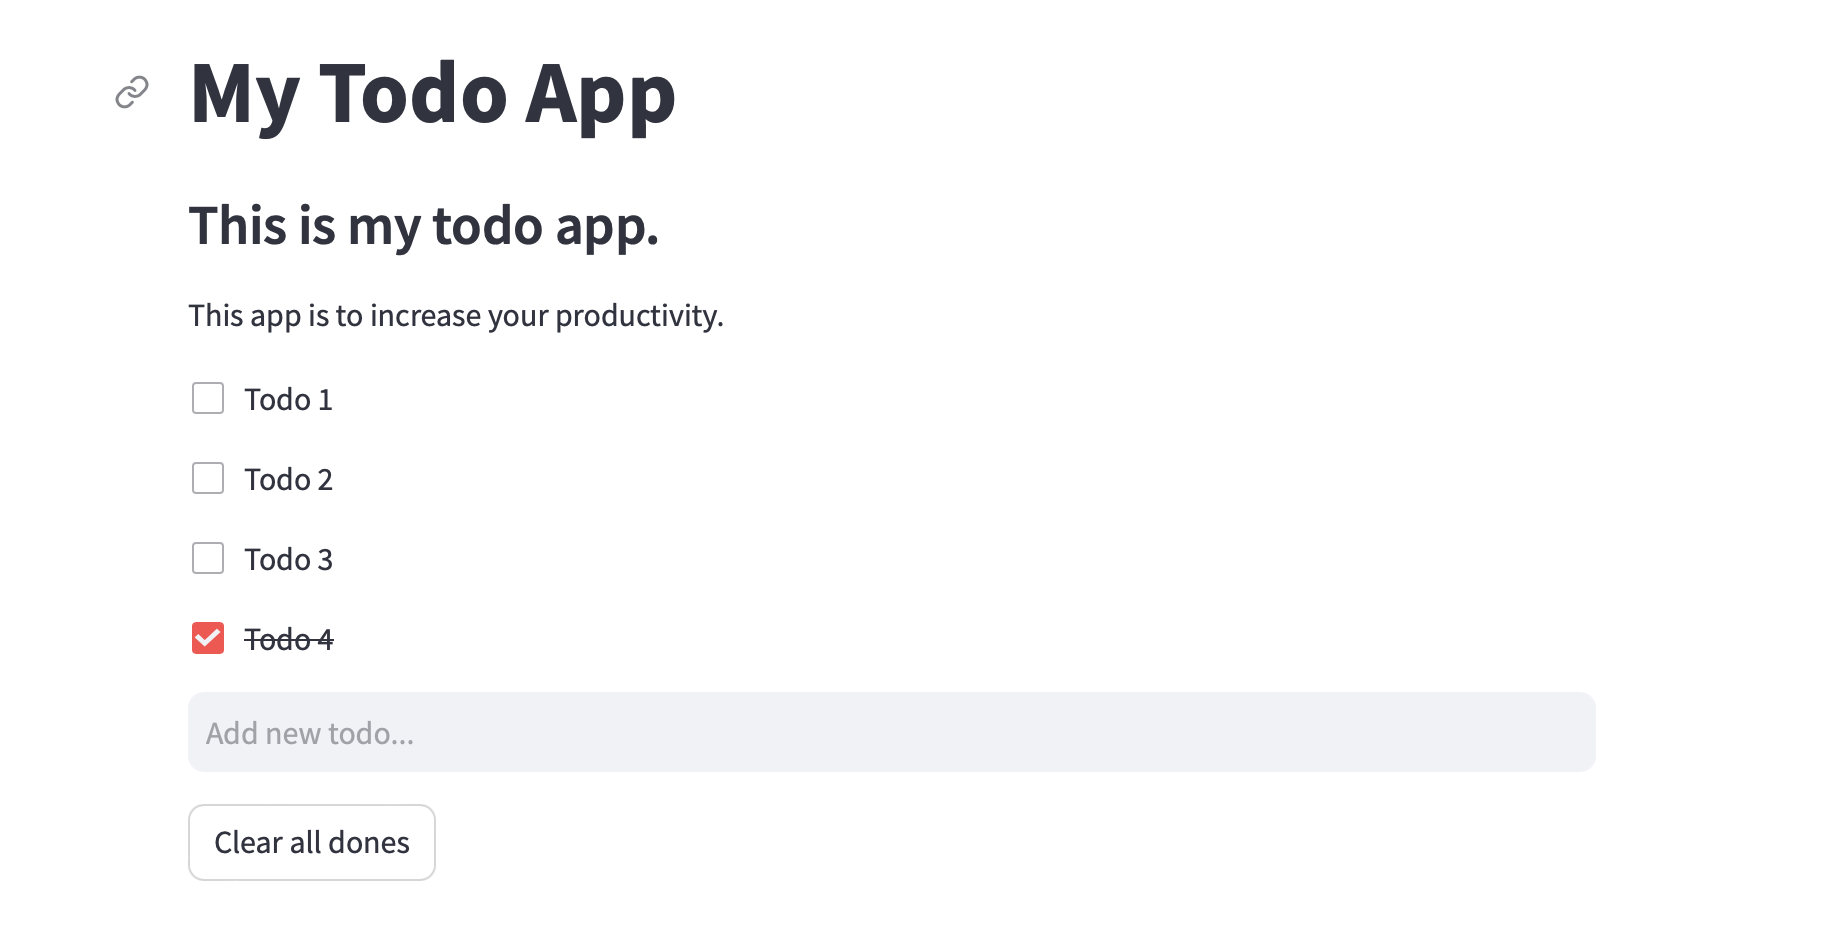 My Todo App
This is my todo app.
This app is to increase your productivity.
Todo 1
Todo 2
Todo 3
Todo 4
Add new todo...
Clear all dones